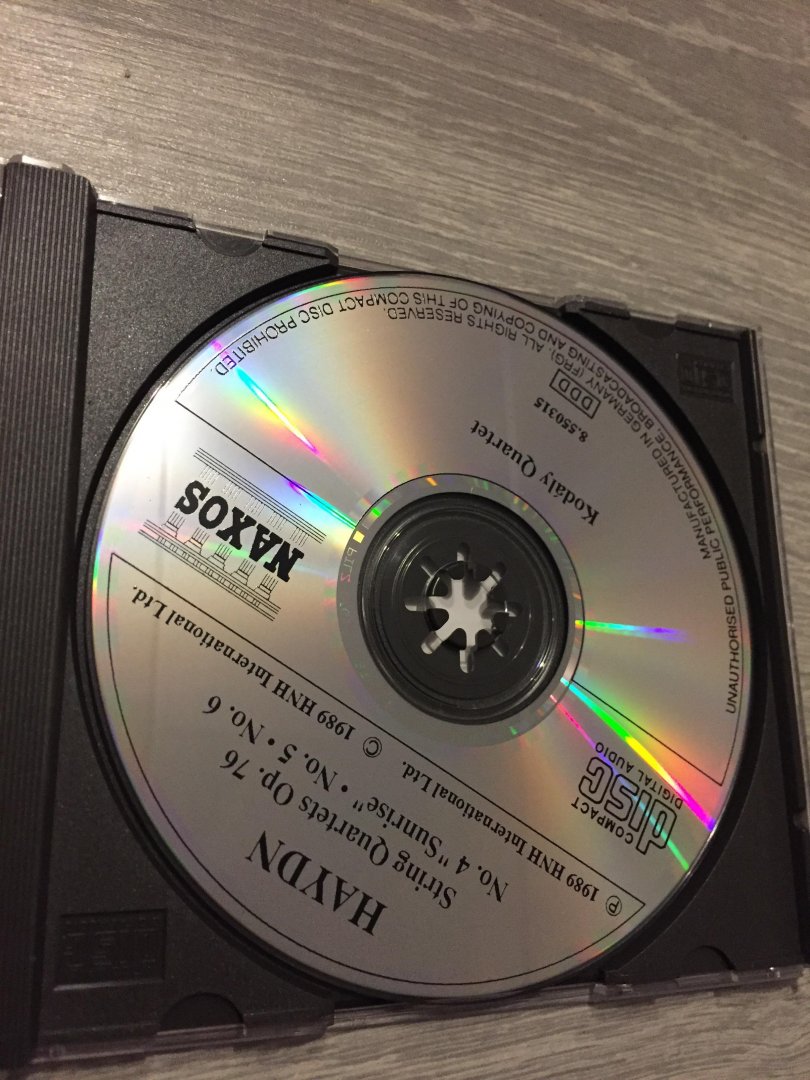 HAYDN
String Quartets Op. 76
No. 4 "Sunrise" • No. 5 • No. 6
℗ 1989 HNH International Ltd.
© 1989 HNH International Ltd.
COMPACT
disc
DIGITAL AUDIO
NAXOS
Kodály Quartet
8.550315
DDD
MANUFACTURED IN GERMANY (FRG). ALL RIGHTS RESERVED.
UNAUTHORISED PUBLIC PERFORMANCE, BROADCASTING AND COPYING OF THIS COMPACT DISC PROHIBITED.